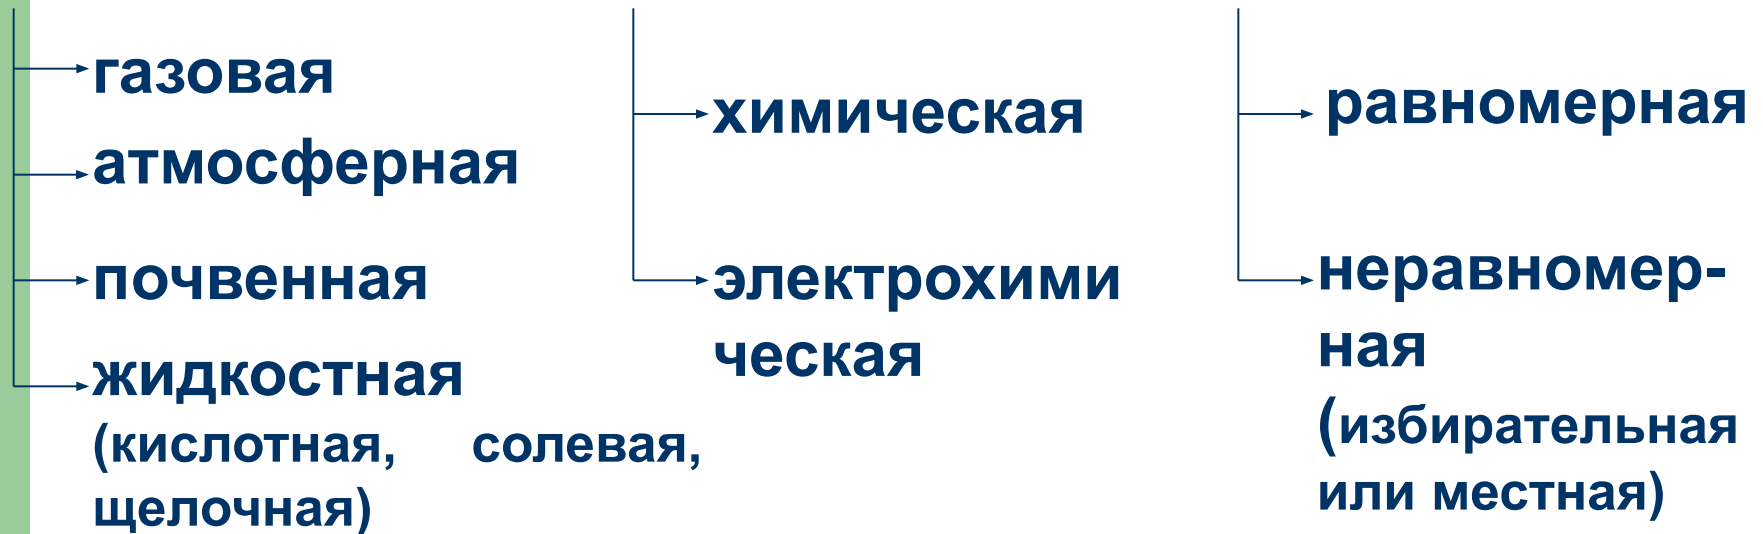 газовая
атмосферная
почвенная
жидкостная
(кислотная, солевая,
щелочная)
химическая
электрохими
ческая
равномерная
неравномер-
ная
(избирательная
или местная)